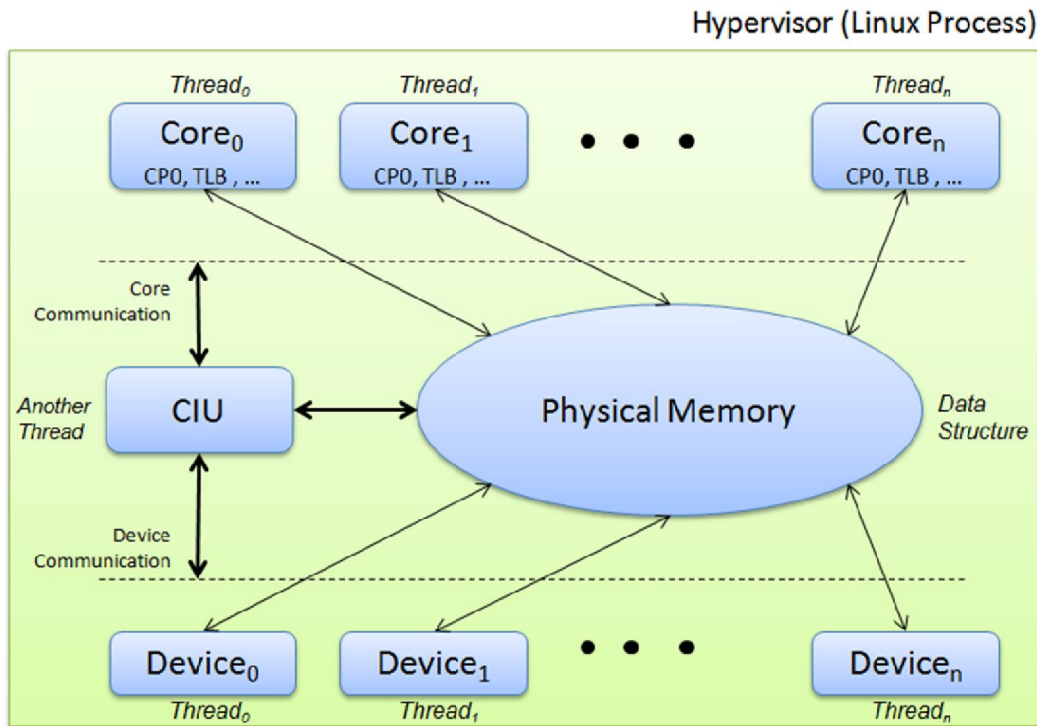 Hypervisor (Linux Process)
Thread₀
Thread₁
Threadₙ
Core₀
CP0, TLB , ...
Core₁
CP0, TLB , ...
Coreₙ
CP0, TLB , ...
Core
Communication
Another
Thread
CIU
Physical Memory
Data
Structure
Device
Communication
Device₀
Device₁
Deviceₙ
Thread₀
Thread₁
Threadₙ